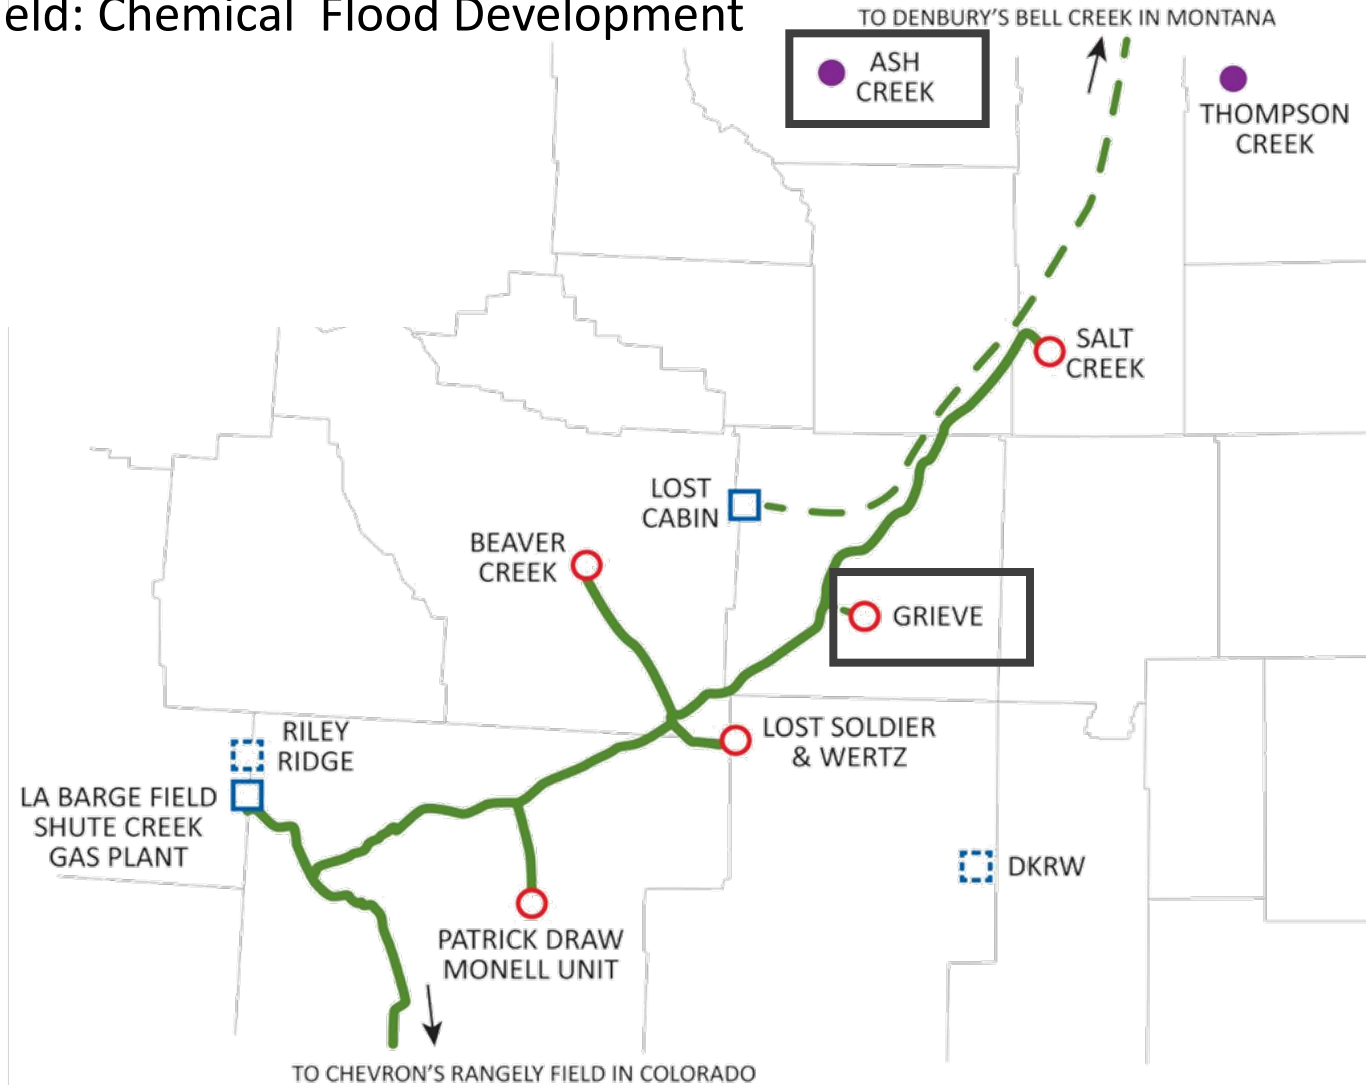 eld: Chemical Flood Development
TO DENBURY'S BELL CREEK IN MONTANA
ASH
CREEK
THOMPSON
CREEK
SALT
CREEK
LOST
CABIN
BEAVER
CREEK
GRIEVE
LOST SOLDIER
& WERTZ
RILEY
RIDGE
LA BARGE FIELD
SHUTE CREEK
GAS PLANT
DKRW
PATRICK DRAW
MONELL UNIT
TO CHEVRON'S RANGELY FIELD IN COLORADO